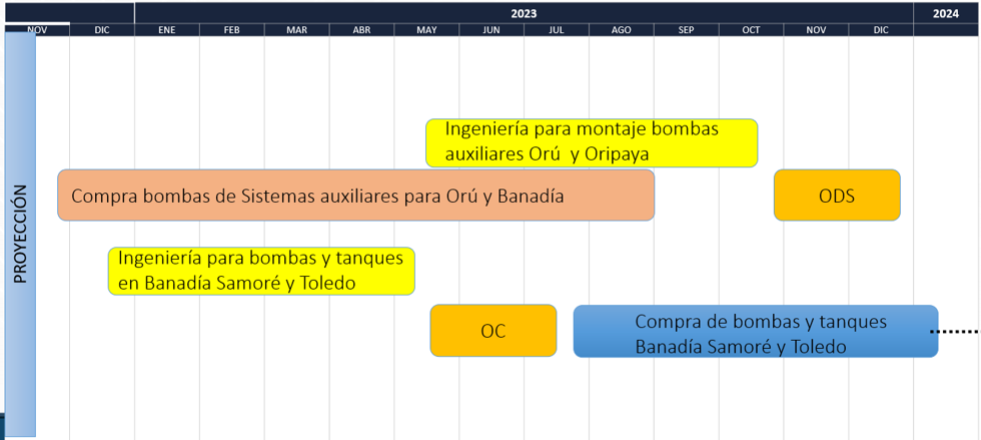 2023
2024
NOV DIC ENE FEB MAR ABR MAY JUN JUL AGO SEP OCT NOV DIC
PROYECCIÓN
Ingeniería para montaje bombas
auxiliares Orú y Oripaya
Compra bombas de Sistemas auxiliares para Orú y Banadía
ODS
Ingeniería para bombas y tanques
en Banadía Samoré y Toledo
OC
Compra de bombas y tanques
Banadía Samoré y Toledo